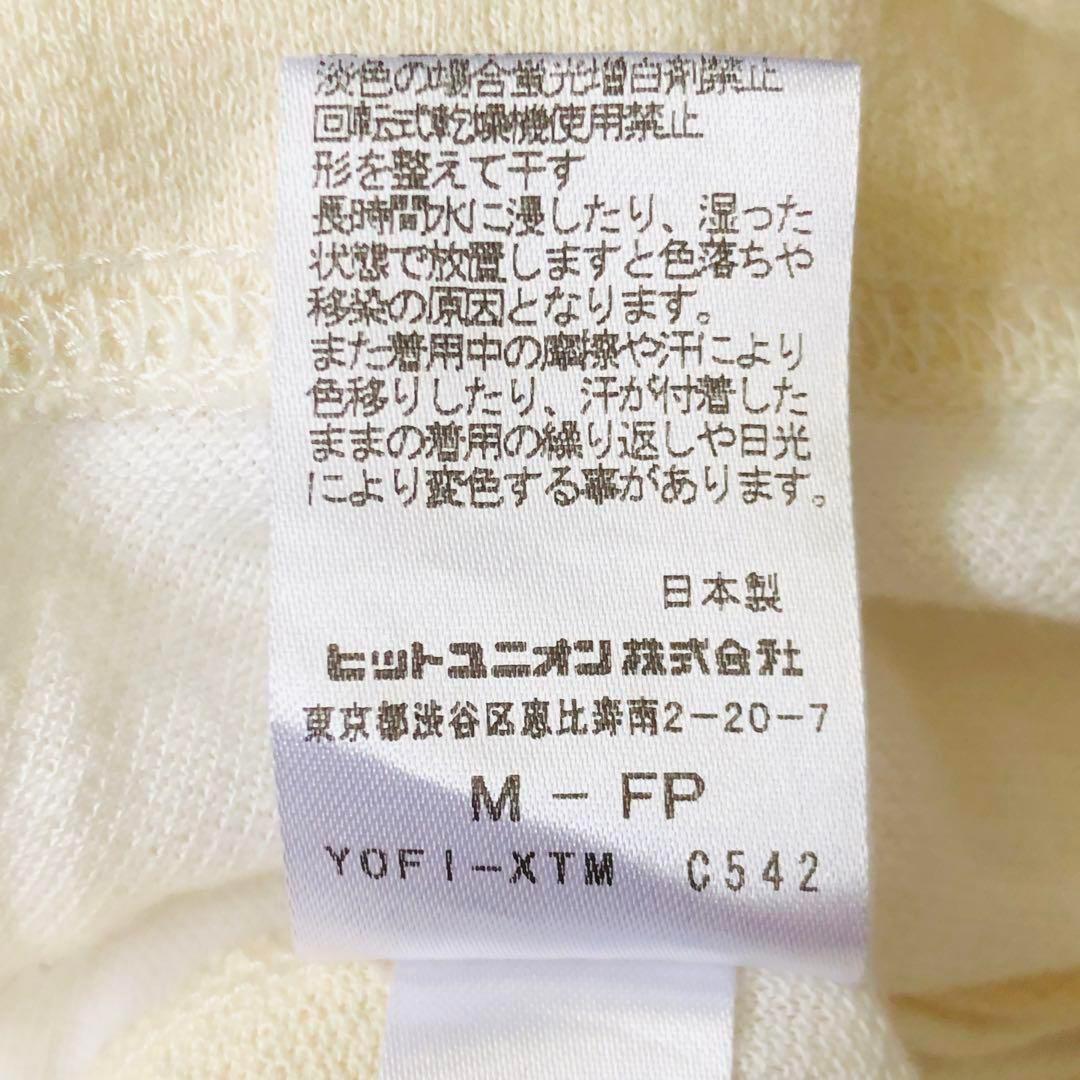 淡色の場合蛍光増白剤禁止
回転式乾燥機使用禁止
形を整えて干す
長時間水に浸したり、湿った
状態で放置しますと色落ちや
移染の原因となります。
また着用中の摩擦や汗により
色移りしたり、汗が付着した
ままの着用の繰り返しや日光
により変色する事があります。
日本製
ヒットユニオン株式会社
東京都渋谷区恵比寿南2-20-7
M - FP
YOFI-XTM C542